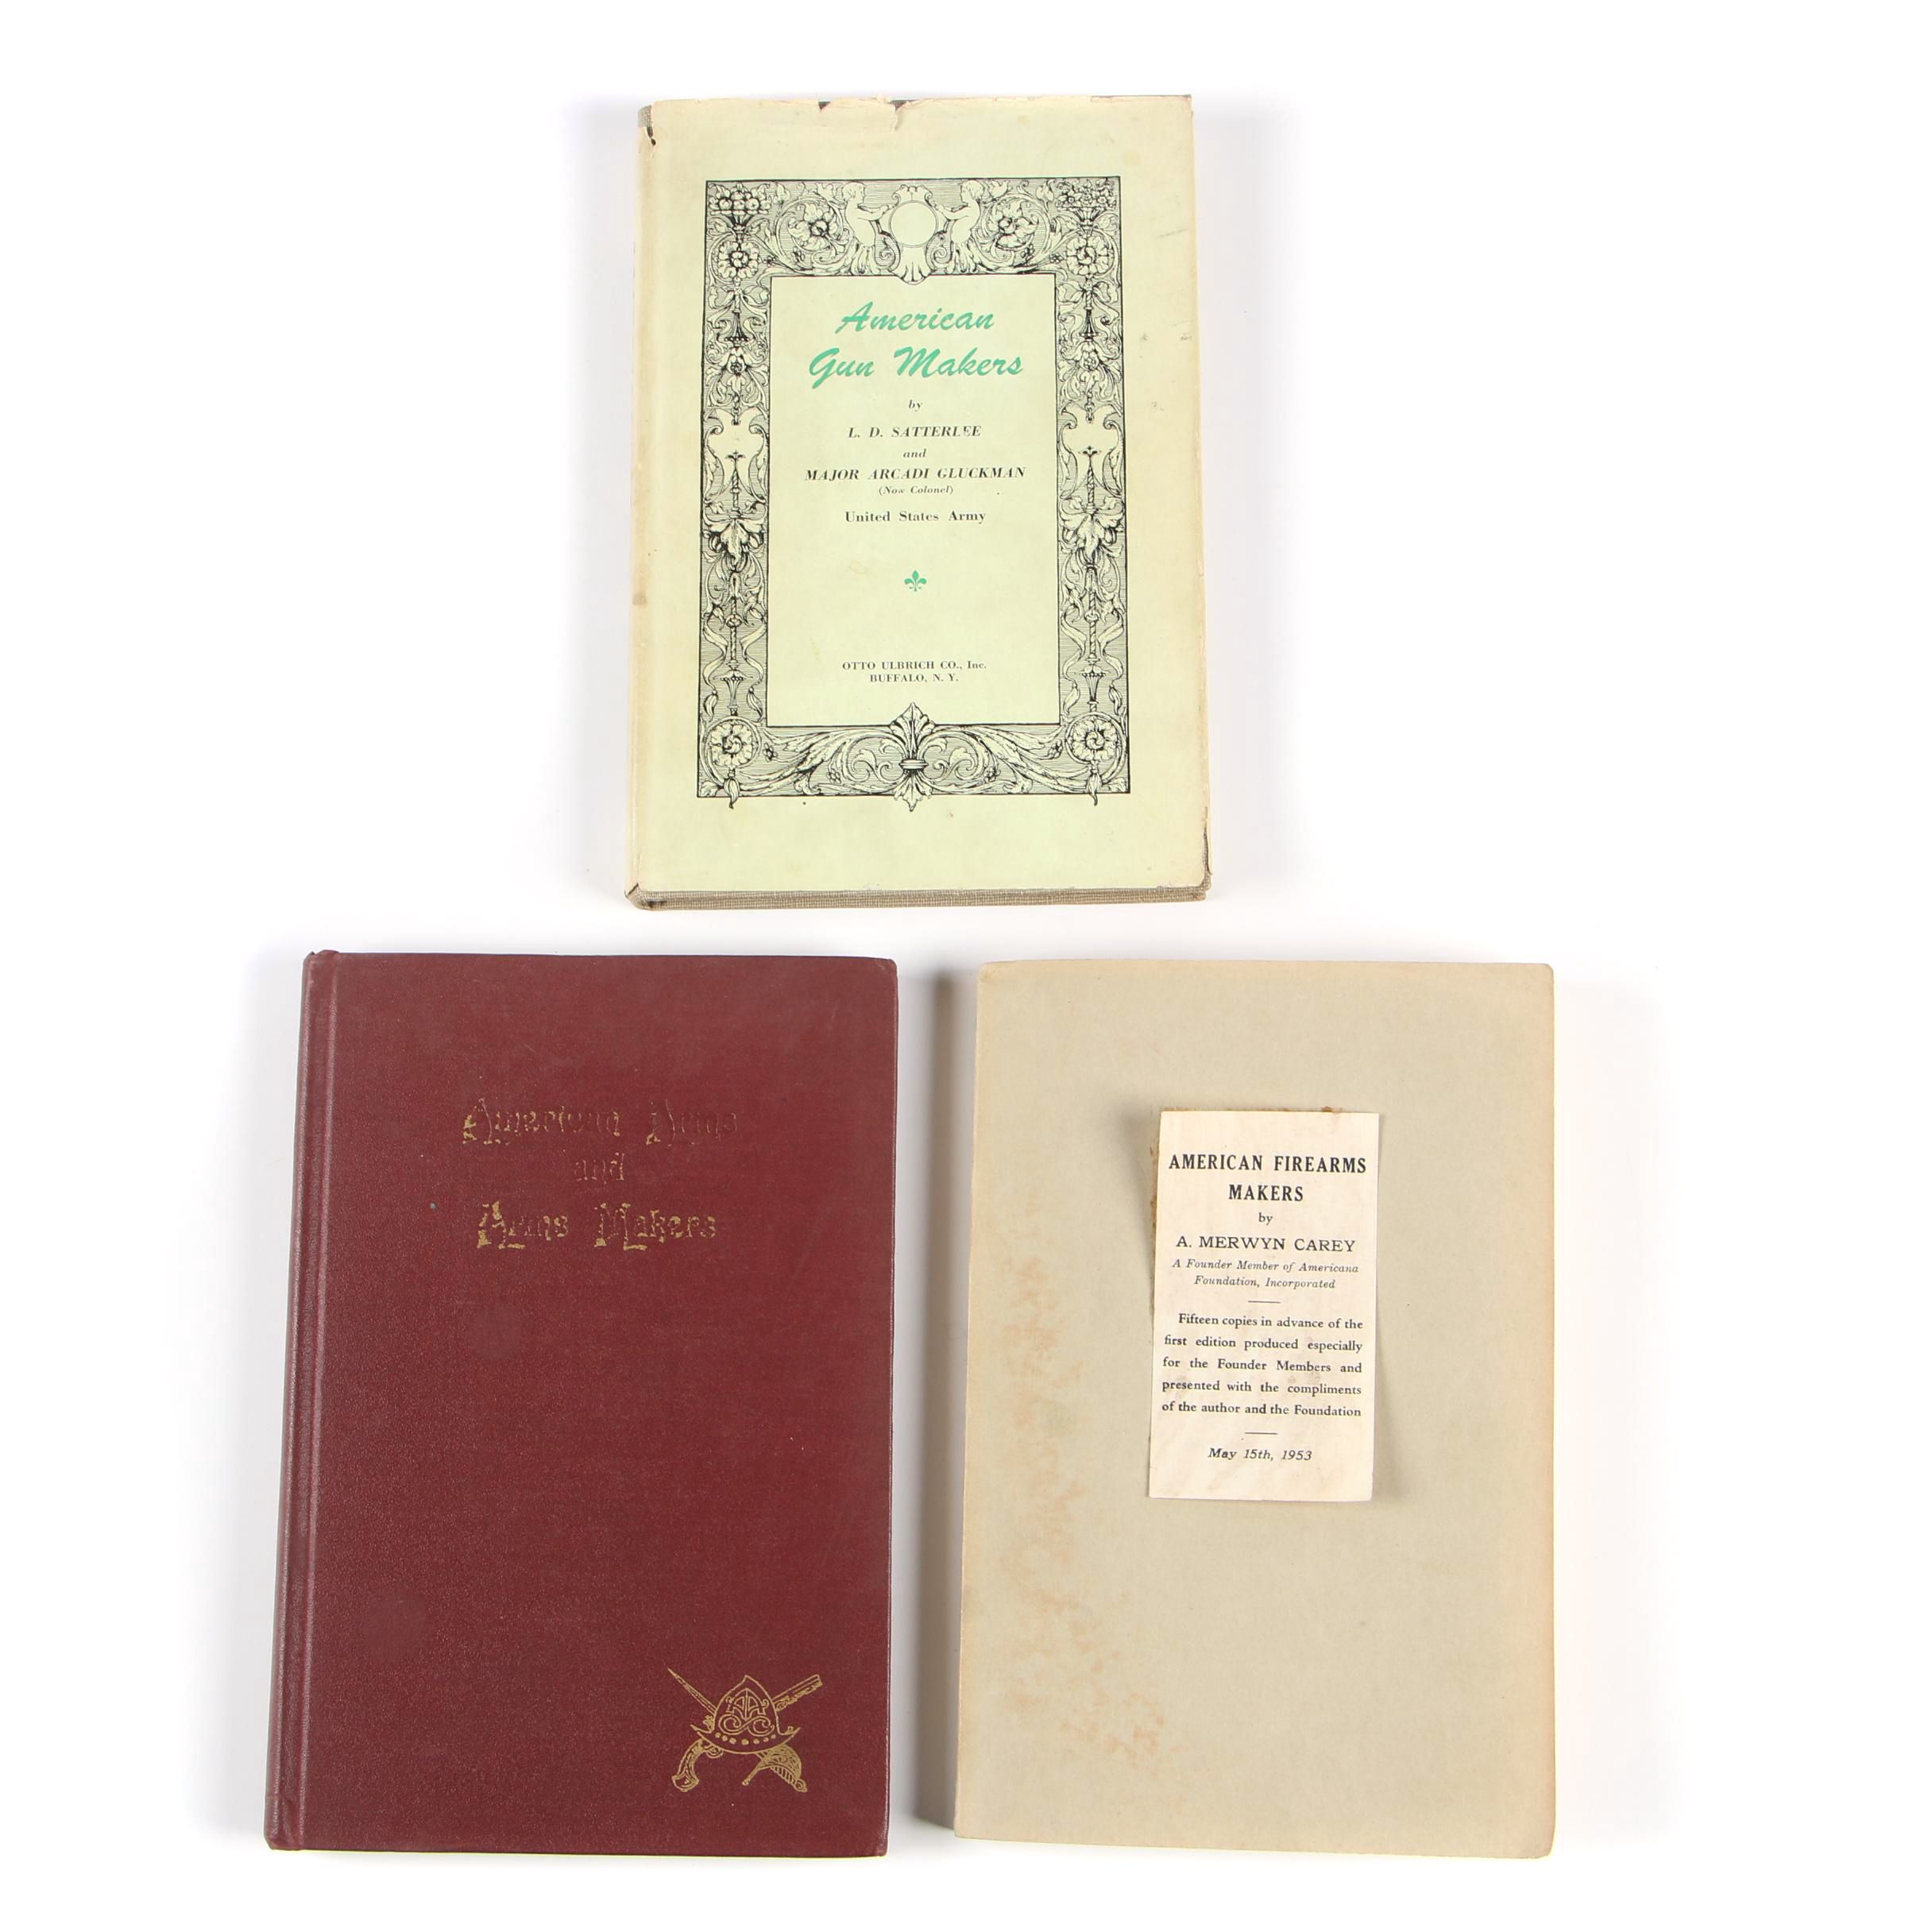 American
Gun Makers
by
L. D. SATTERLEE
and
MAJOR ARCADI GLUCKMAN
(Now Colonel)
United States Army
OTTO ULBRICH CO., Inc.
BUFFALO, N. Y.
American Arms
and
Arms Makers
AMERICAN FIREARMS
MAKERS
by
A. MERWYN CAREY
A Founder Member of Americana
Foundation, Incorporated
Fifteen copies in advance of the
first edition produced especially
for the Founder Members and
presented with the compliments
of the author and the Foundation
May 15th, 1953